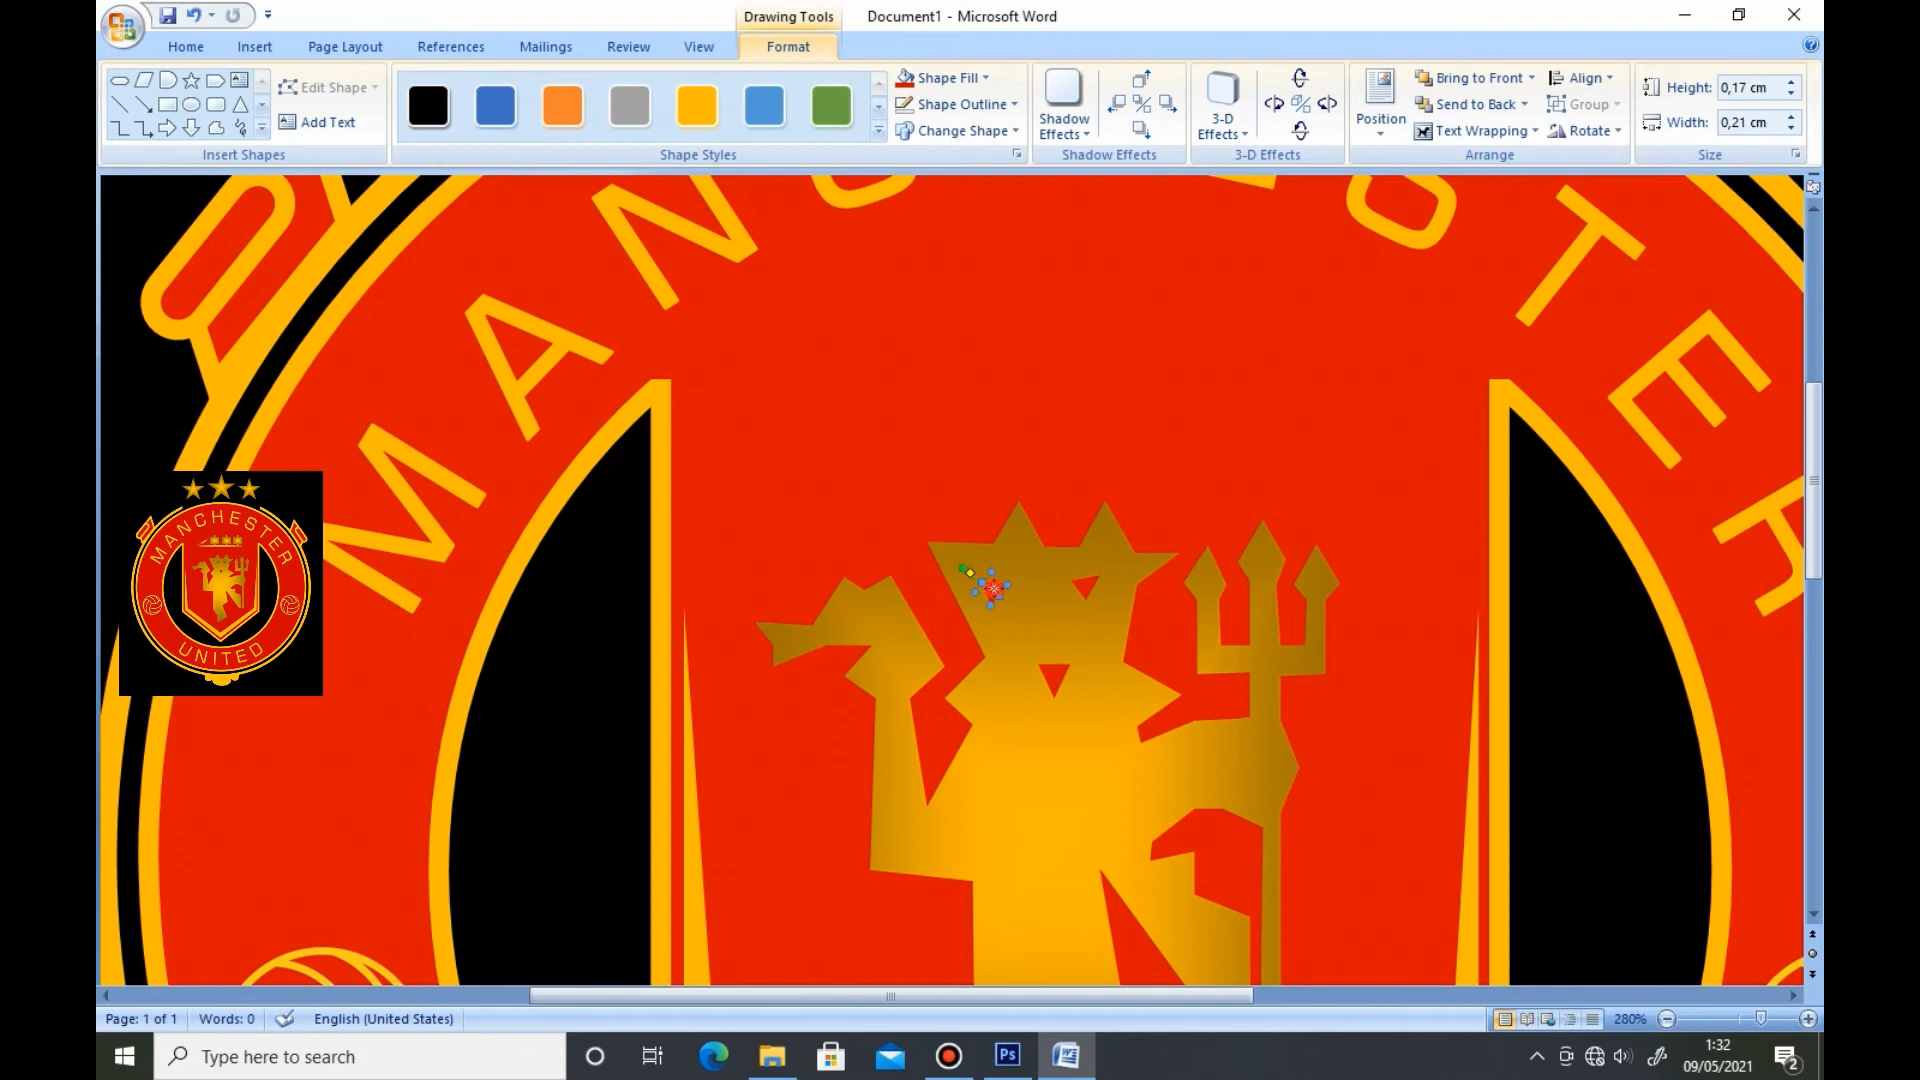 Drawing Tools
Document1 - Microsoft Word
Home Insert Page Layout References Mailings Review View Format
Edit Shape
Add Text
Insert Shapes
Shape Fill
Shape Outline
Change Shape
Shape Styles
Shadow Effects
Shadow Effects
3-D Effects
3-D Effects
Position
Bring to Front
Send to Back
Text Wrapping
Align
Group
Rotate
Arrange
Height: 0,17 cm
Width: 0,21 cm
Size
MANCHESTER
MANCHESTER
UNITED
Page: 1 of 1 Words: 0 English (United States) 280%
Type here to search
Ps
1:32
09/05/2021
2